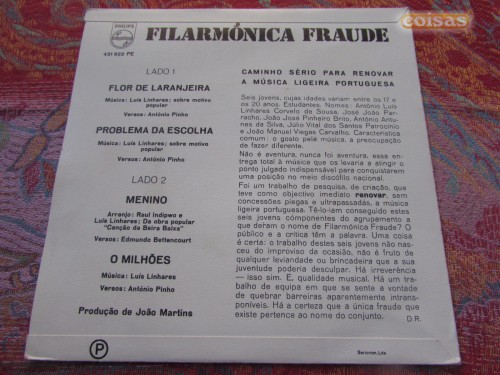 coisas
PHILIPS
431 922 PE
FILARMÓNICA FRAUDE
LADO 1
FLOR DE LARANJEIRA
Música: Luís Linhares; sobre motivo
popular
Versos: António Pinho
PROBLEMA DA ESCOLHA
Música: Luís Linhares; sobre motivo
popular
Versos: António Pinho
LADO 2
MENINO
Arranjo: Raul Indipwo e
Luís Linhares; Da obra popular
"Canção da Beira Baixa"
Versos: Edmundo Bettencourt
O MILHÕES
Música: Luís Linhares
Versos: António Pinho
Produção de João Martins
P
CAMINHO SÉRIO PARA RENOVAR
A MÚSICA LIGEIRA PORTUGUESA
Seis jovens, cujas idades variam entre os 17 e
os 20 anos. Estudantes. Nomes: António Luís
Linhares Corvelo de Sousa, José João Par-
racho, João José Pinheiro Brito, António Antu-
nes da Silva, Júlio Vital dos Santos Patrocínio
e João Manuel Viegas Carvalho. Característica
comum: o gosto pela música, a preocupação
de fazer diferente.
Não é aventura, nunca foi aventura, essa en-
trega total à música que os levaria a atingir o
ponto julgado indispensável para conquistarem
uma posição no meio discófilo nacional.
Foi um trabalho de pesquisa, de criação, que
teve como objectivo imediato renovar, sem
concessões piegas e ultrapassadas, a música
ligeira portuguesa. Tê-lo-iam conseguido estes
seis jovens componentes do agrupamento a
que deram o nome de Filarmónica Fraude? O
público e a crítica têm a palavra. Uma coisa
é certa: o trabalho destes seis jovens não nas-
ceu do improviso da ocasião, não é fruto de
qualquer leviandade ou brincadeira que a sua
juventude poderia desculpar. Há irreverência
— isso sim. E, qualidade musical. Há um tra-
balho de equipa em que se sente a vontade
de quebrar barreiras aparentemente intrans-
poníveis. Há a certeza que a única fraude que
existe pertence ao nome do conjunto.
D.R.
Serocrom, Lda.